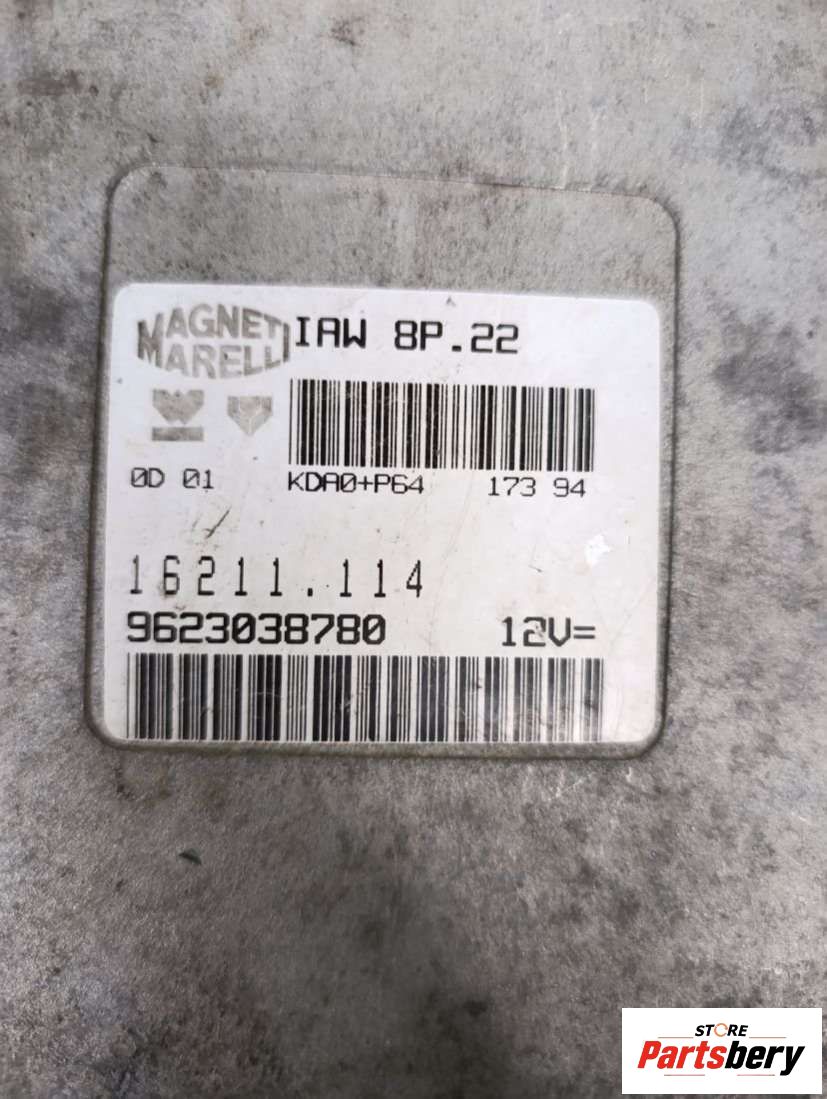 MAGNETI
MARELLI
IAW 8P.22
0D 01 KDA0+P64 173 94
16211.114
9623038780 12V=
STORE
Partsbery